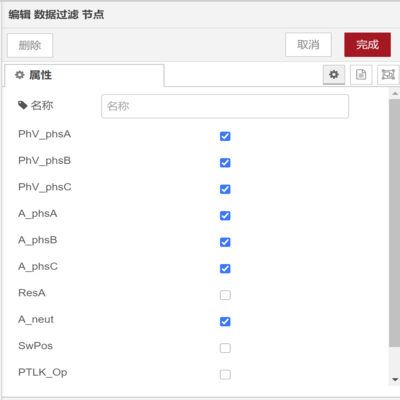 编辑 数据过滤 节点
删除
取消
完成
属性
名称
名称
PhV_phsA
PhV_phsB
PhV_phsC
A_phsA
A_phsB
A_phsC
ResA
A_neut
SwPos
PTLK_Op